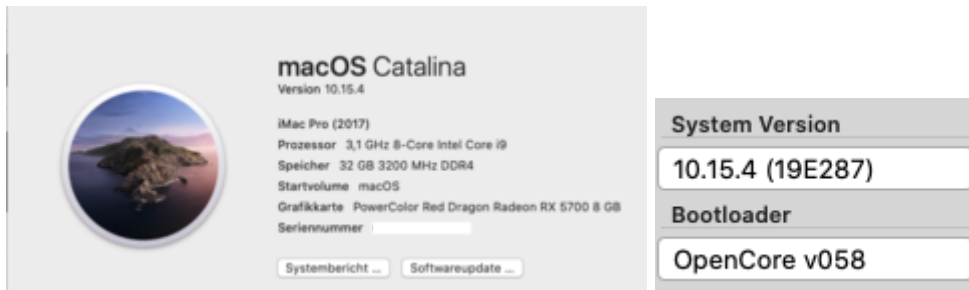 macOS Catalina
Version 10.15.4
iMac Pro (2017)
Prozessor 3,1 GHz 8-Core Intel Core i9
Speicher 32 GB 3200 MHz DDR4
Startvolume macOS
Grafikkarte PowerColor Red Dragon Radeon RX 5700 8 GB
Seriennummer
Systembericht ...
Softwareupdate ...
System Version
10.15.4 (19E287)
Bootloader
OpenCore v058